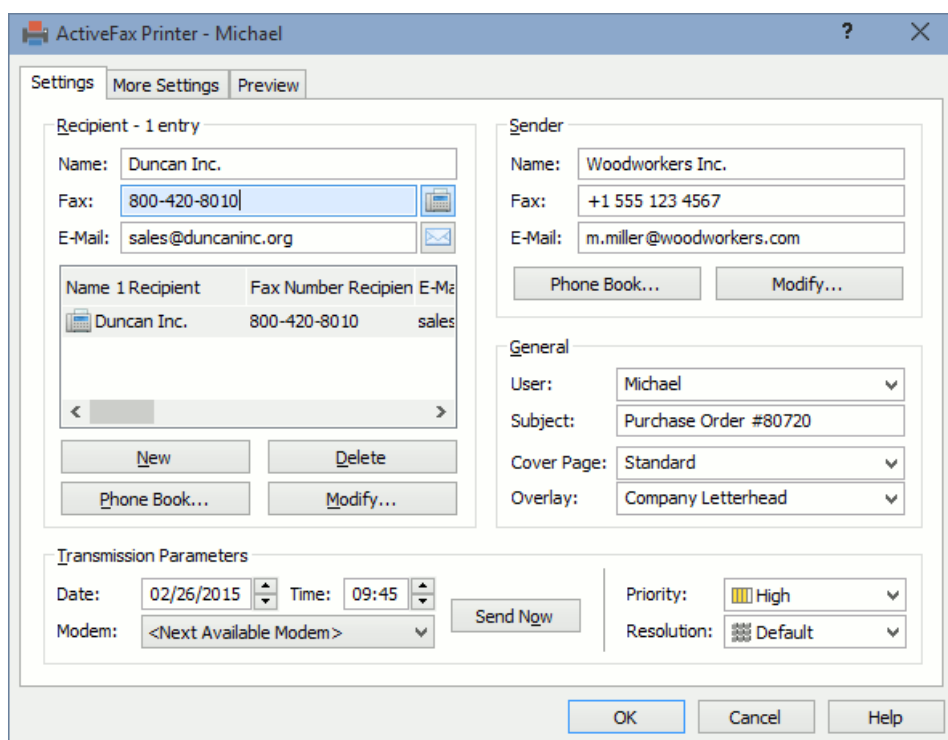 ActiveFax Printer - Michael ?
Settings More Settings Preview
Recipient - 1 entry
Name: Duncan Inc.
Fax: 800-420-8010
E-Mail: sales@duncaninc.org
Name 1 Recipient Fax Number Recipien E-Ma
Duncan Inc. 800-420-8010 sales
New Delete
Phone Book... Modify...
Sender
Name: Woodworkers Inc.
Fax: +1 555 123 4567
E-Mail: m.miller@woodworkers.com
Phone Book... Modify...
General
User: Michael
Subject: Purchase Order #80720
Cover Page: Standard
Overlay: Company Letterhead
Transmission Parameters
Date: 02/26/2015 Time: 09:45
Modem: <Next Available Modem>
Send Now
Priority: High
Resolution: Default
OK Cancel Help